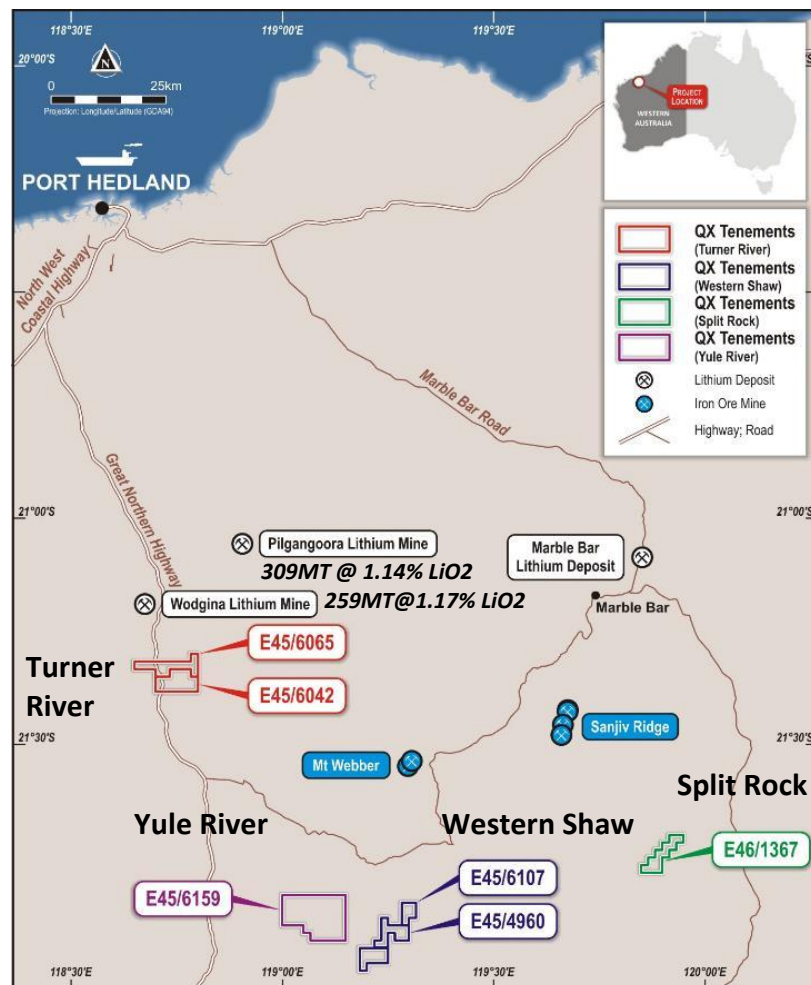 118°30'E
119°00'E
119°30'E
20°00'S
N
0
25km
Projection: Longitude/Latitude (GCA94)
PROJECT
LOCATION
WESTERN
AUSTRALIA
PORT HEDLAND
North West
Coastal Highway
QX Tenements
(Turner River)
QX Tenements
(Western Shaw)
QX Tenements
(Split Rock)
QX Tenements
(Yule River)
Lithium Deposit
Iron Ore Mine
Highway; Road
Marble Bar Road
Great Northern Highway
21°00'S
21°00'S
Pilgangoora Lithium Mine
309MT @ 1.14% LiO2
Marble Bar
Lithium Deposit
Wodgina Lithium Mine
259MT@1.17% LiO2
Marble Bar
E45/6065
Turner
River
E45/6042
Sanjiv Ridge
21°30'S
21°30'S
Mt Webber
Split Rock
Yule River
Western Shaw
E46/1367
E45/6107
E45/6159
E45/4960
118°30'E
119°00'E
119°30'E
120°00'E